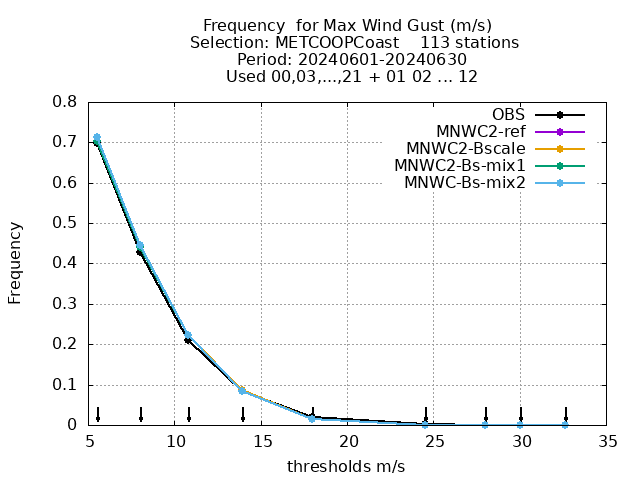 Frequency  for Max Wind Gust (m/s)
Selection: METCOOPCoast    113 stations
Period: 20240601-20240630
Used 00,03,...,21 + 01 02 ... 12
OBS
MNWC2-ref
MNWC2-Bscale
MNWC2-Bs-mix1
MNWC-Bs-mix2
Frequency
0.8
0.7
0.6
0.5
0.4
0.3
0.2
0.1
0
5 10 15 20 25 30 35
thresholds m/s